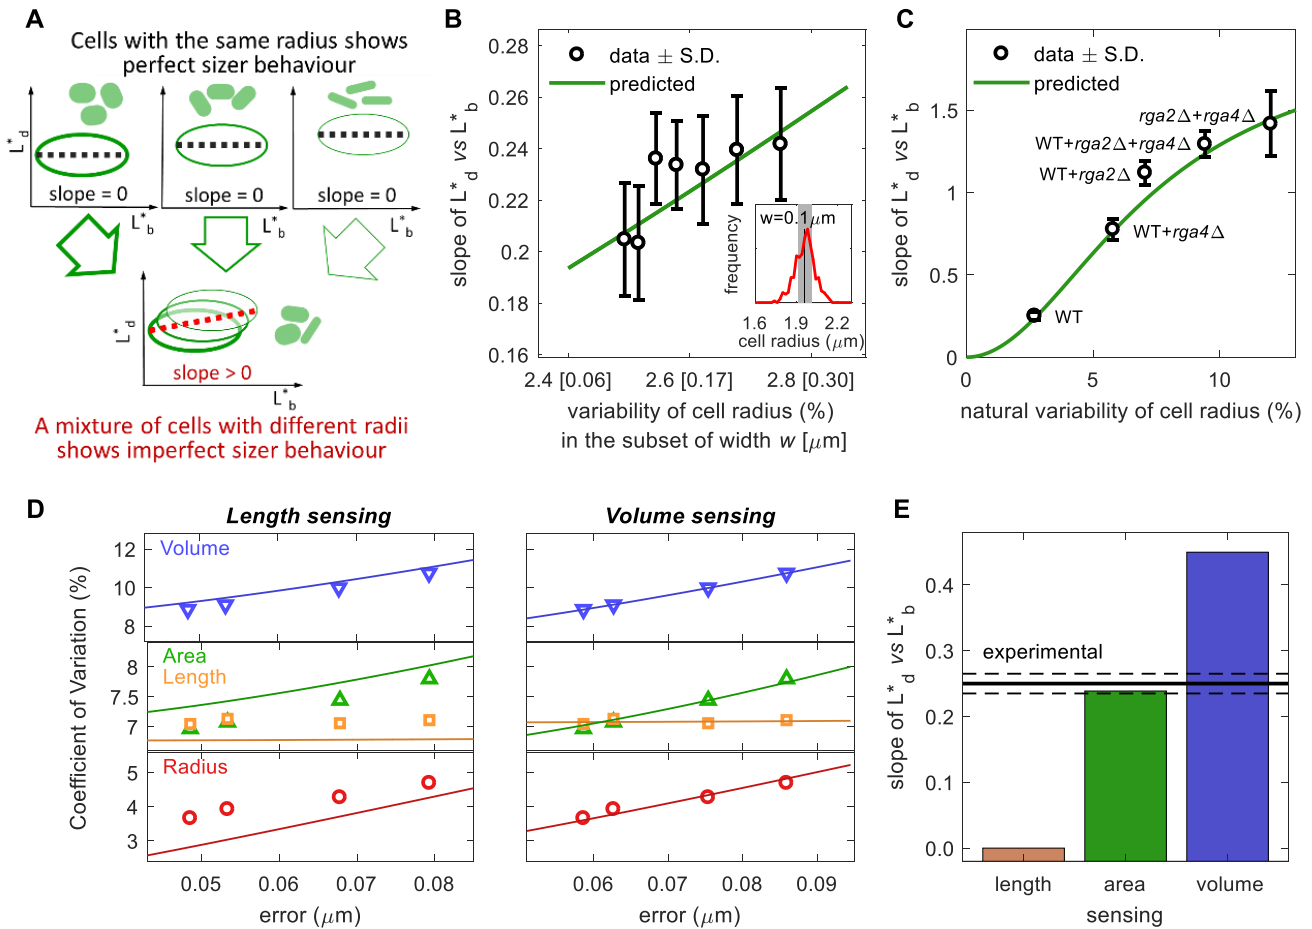 A
Cells with the same radius shows
perfect sizer behaviour
L*d
slope = 0
slope = 0
slope = 0
L*b
L*b
L*b
L*d
slope > 0
L*b
A mixture of cells with different radii
shows imperfect sizer behaviour
B
data ± S.D.
predicted
slope of L*d vs L*b
0.28
0.26
0.24
0.22
0.2
0.18
0.16
2.4 [0.06]
2.6 [0.17]
2.8 [0.30]
variability of cell radius (%)
in the subset of width w [μm]
w=0.1μm
frequency
1.6
1.9
2.2
cell radius (μm)
C
data ± S.D.
predicted
slope of L*d vs L*b
1.5
1
0.5
0
rga2Δ+rga4Δ
WT+rga2Δ+rga4Δ
WT+rga2Δ
WT+rga4Δ
WT
0
5
10
natural variability of cell radius (%)
D
Length sensing
Volume sensing
Coefficient of Variation (%)
Volume
12
10
8
Area
Length
8
7.5
7
Radius
5
4
3
0.05
0.06
0.07
0.08
error (μm)
0.06
0.07
0.08
0.09
error (μm)
E
slope of L*d vs L*b
0.4
0.3
0.2
0.1
0.0
experimental
length
area
volume
sensing